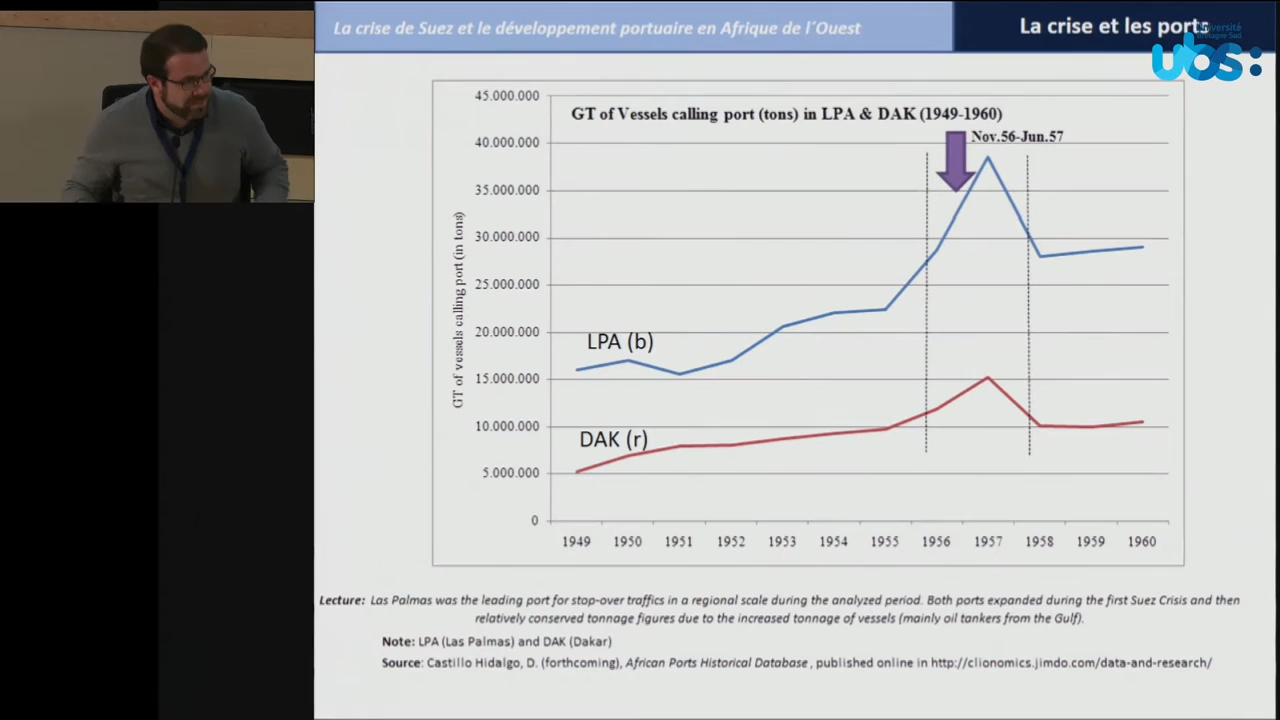 La crise de Suez et le développement portuaire en Afrique de l´Ouest
La crise et les ports
Université
Bretagne Sud
ubs:
GT of Vessels calling port (tons) in LPA & DAK (1949-1960)
Nov.56-Jun.57
GT of vessels calling port (in tons)
45.000.000
40.000.000
35.000.000
30.000.000
25.000.000
20.000.000
15.000.000
10.000.000
5.000.000
0
LPA (b)
DAK (r)
1949 1950 1951 1952 1953 1954 1955 1956 1957 1958 1959 1960
Lecture: Las Palmas was the leading port for stop-over traffics in a regional scale during the analyzed period. Both ports expanded during the first Suez Crisis and then
relatively conserved tonnage figures due to the increased tonnage of vessels (mainly oil tankers from the Gulf).
Note: LPA (Las Palmas) and DAK (Dakar)
Source: Castillo Hidalgo, D. (forthcoming), African Ports Historical Database, published online in http://clionomics.jimdo.com/data-and-research/